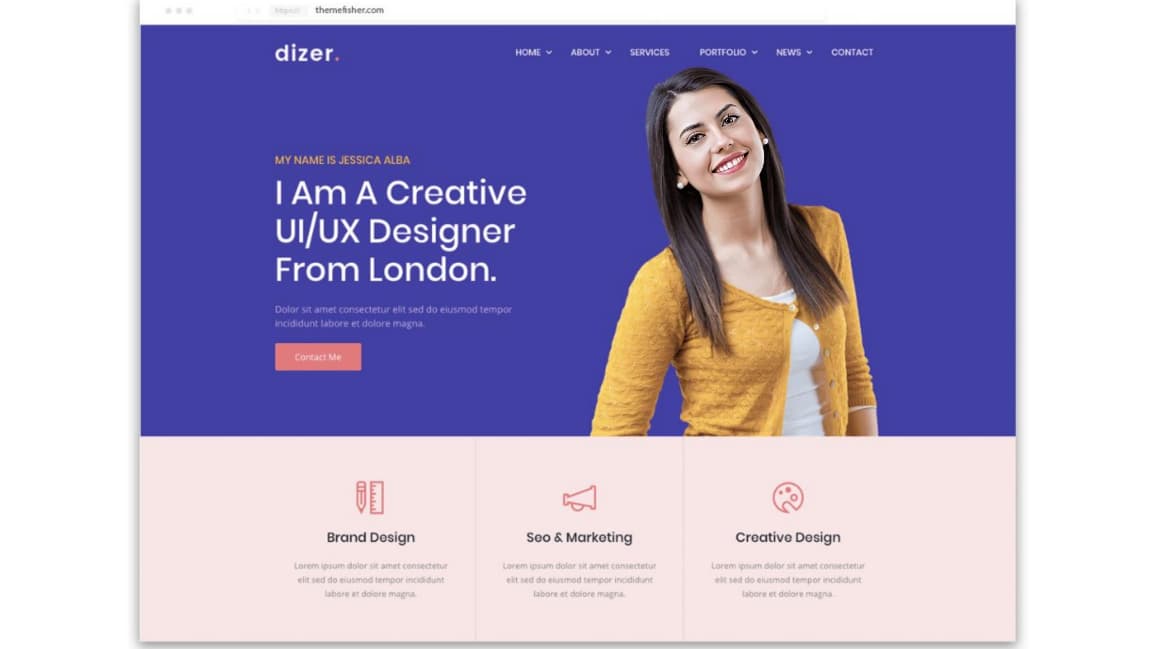 https://
themefisher.com
dizer.
HOME ABOUT SERVICES PORTFOLIO NEWS CONTACT
MY NAME IS JESSICA ALBA
I Am A Creative
UI/UX Designer
From London.
Dolor sit amet consectetur elit sed do eiusmod tempor
incididunt labore et dolore magna.
Contact Me
Brand Design
Lorem ipsum dolor sit amet consectetur
elit sed do eiusmod tempor incididunt
labore et dolore magna.
Seo & Marketing
Lorem ipsum dolor sit amet consectetur
elit sed do eiusmod tempor incididunt
labore et dolore magna.
Creative Design
Lorem ipsum dolor sit amet consectetur
elit sed do eiusmod tempor incididunt
labore et dolore magna.